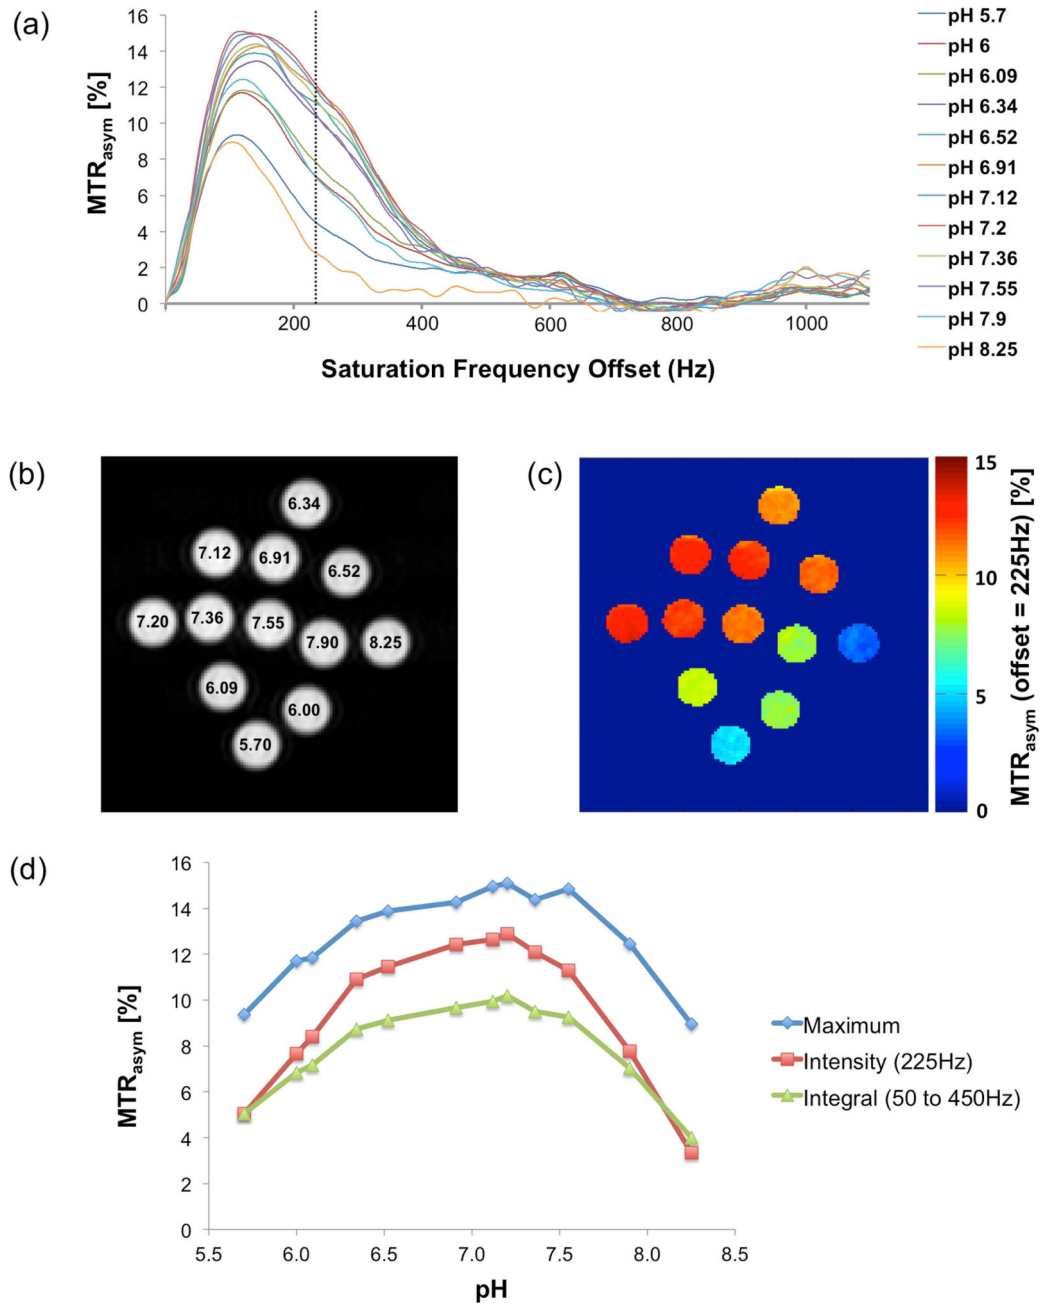 (a)
16
14
12
10
8
6
4
2
0
MTRasym [%]
200
400
600
800
1000
Saturation Frequency Offset (Hz)
pH 5.7
pH 6
pH 6.09
pH 6.34
pH 6.52
pH 6.91
pH 7.12
pH 7.2
pH 7.36
pH 7.55
pH 7.9
pH 8.25
(b)
6.34
7.12
6.91
6.52
7.20
7.36
7.55
7.90
8.25
6.09
6.00
5.70
(c)
15
10
5
0
MTRasym (offset = 225Hz) [%]
(d)
16
14
12
10
8
6
4
2
0
MTRasym [%]
5.5
6.0
6.5
7.0
7.5
8.0
8.5
pH
Maximum
Intensity (225Hz)
Integral (50 to 450Hz)